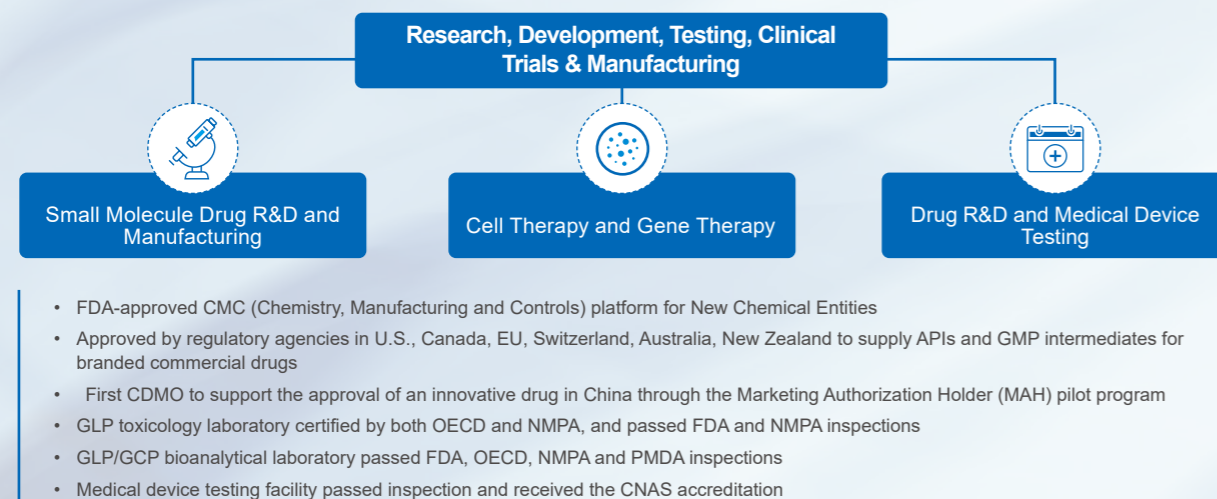 Research, Development, Testing, Clinical
Trials & Manufacturing
Small Molecule Drug R&D and
Manufacturing
Cell Therapy and Gene Therapy
Drug R&D and Medical Device
Testing
• FDA-approved CMC (Chemistry, Manufacturing and Controls) platform for New Chemical Entities
• Approved by regulatory agencies in U.S., Canada, EU, Switzerland, Australia, New Zealand to supply APIs and GMP intermediates for
branded commercial drugs
• First CDMO to support the approval of an innovative drug in China through the Marketing Authorization Holder (MAH) pilot program
• GLP toxicology laboratory certified by both OECD and NMPA, and passed FDA and NMPA inspections
• GLP/GCP bioanalytical laboratory passed FDA, OECD, NMPA and PMDA inspections
• Medical device testing facility passed inspection and received the CNAS accreditation